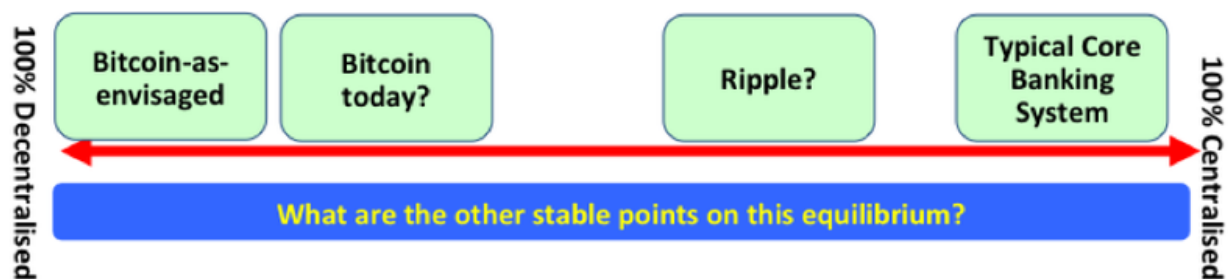 100% Decentralised
Bitcoin-as-
envisaged
Bitcoin
today?
Ripple?
Typical Core
Banking
System
100% Centralised
What are the other stable points on this equilibrium?